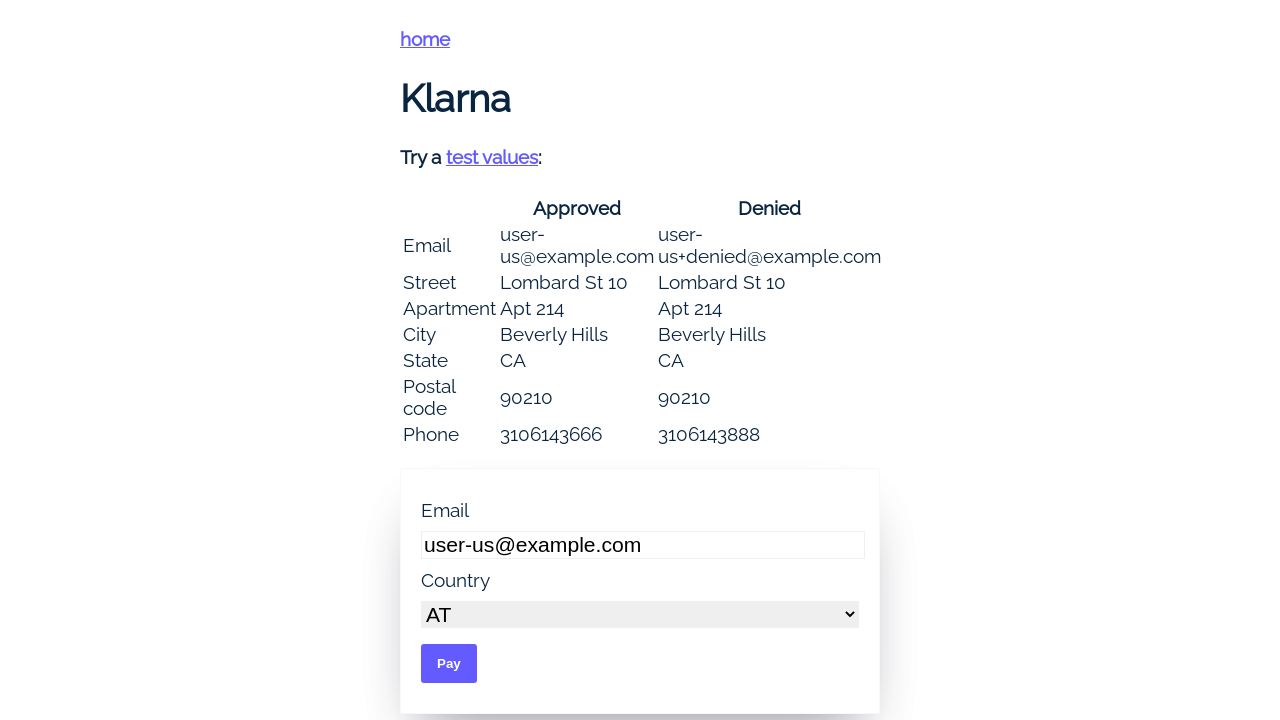 home
Klarna
Try a test values:
Approved Denied
Email user-us@example.com user-us+denied@example.com
Street Lombard St 10 Lombard St 10
Apartment Apt 214 Apt 214
City Beverly Hills Beverly Hills
State CA CA
Postal code 90210 90210
Phone 3106143666 3106143888
Email
user-us@example.com
Country
AT
Pay